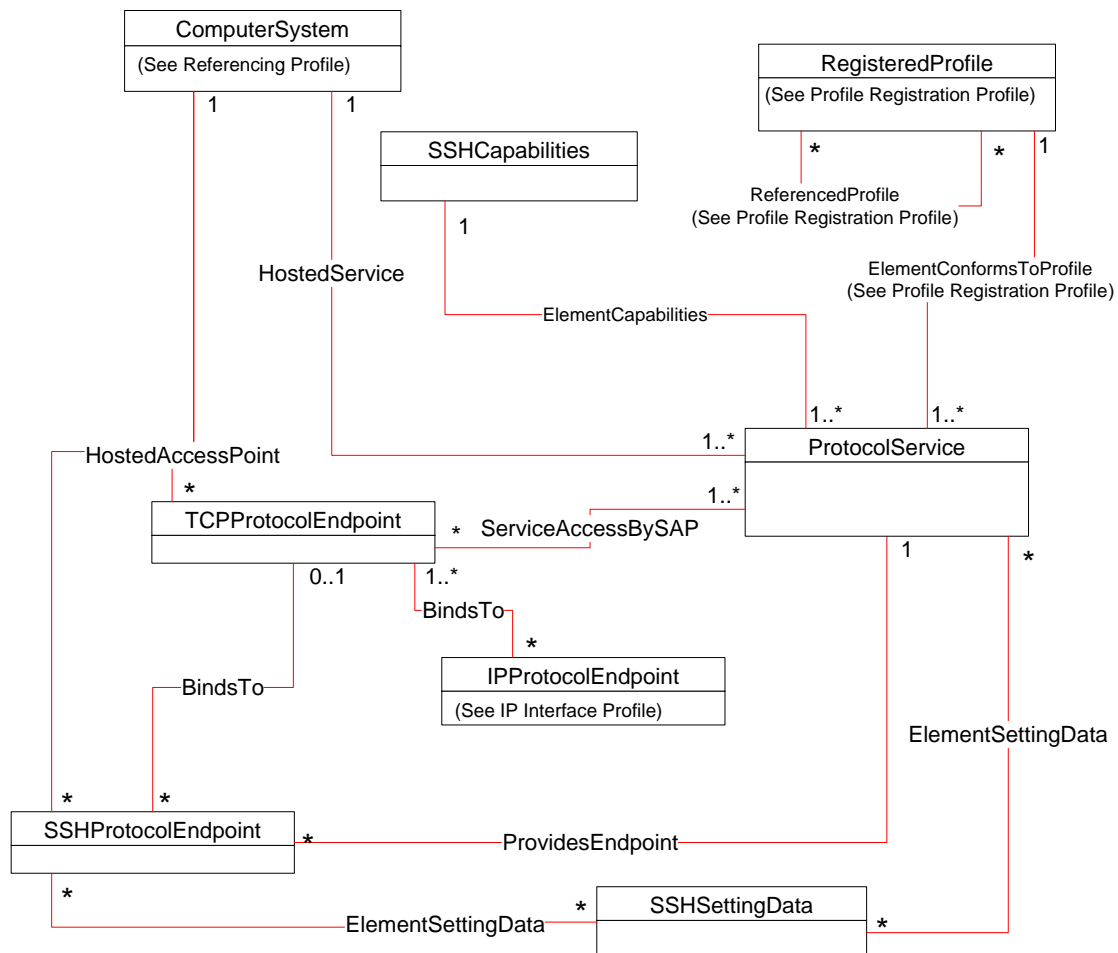 ComputerSystem
(See Referencing Profile)
RegisteredProfile
(See Profile Registration Profile)
1
1
SSHCapabilities
*
*
1
ReferencedProfile
(See Profile Registration Profile)
1
HostedService
ElementConformsToProfile
(See Profile Registration Profile)
ElementCapabilities
1..*
1..*
1..*
ProtocolService
HostedAccessPoint
*
1..*
TCPProtocolEndpoint
*
ServiceAccessBySAP
1
*
0..1
1..*
BindsTo
*
IPProtocolEndpoint
(See IP Interface Profile)
BindsTo
ElementSettingData
*
*
SSHProtocolEndpoint
*
ProvidesEndpoint
*
*
SSHSettingData
ElementSettingData
*